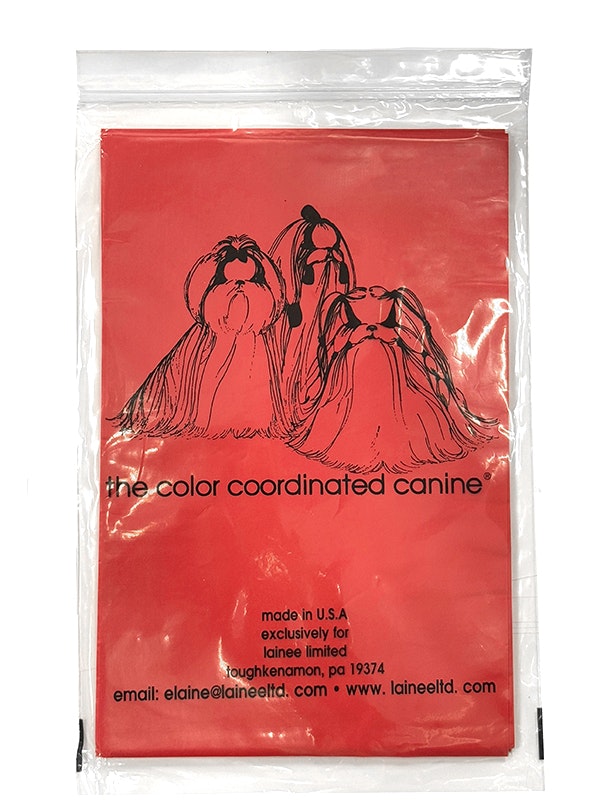 the color coordinated canine®
made in U.S.A
exclusively for
lainee limited
toughkenamon, pa 19374
email: elaine@laineeltd. com • www. laineeltd. com